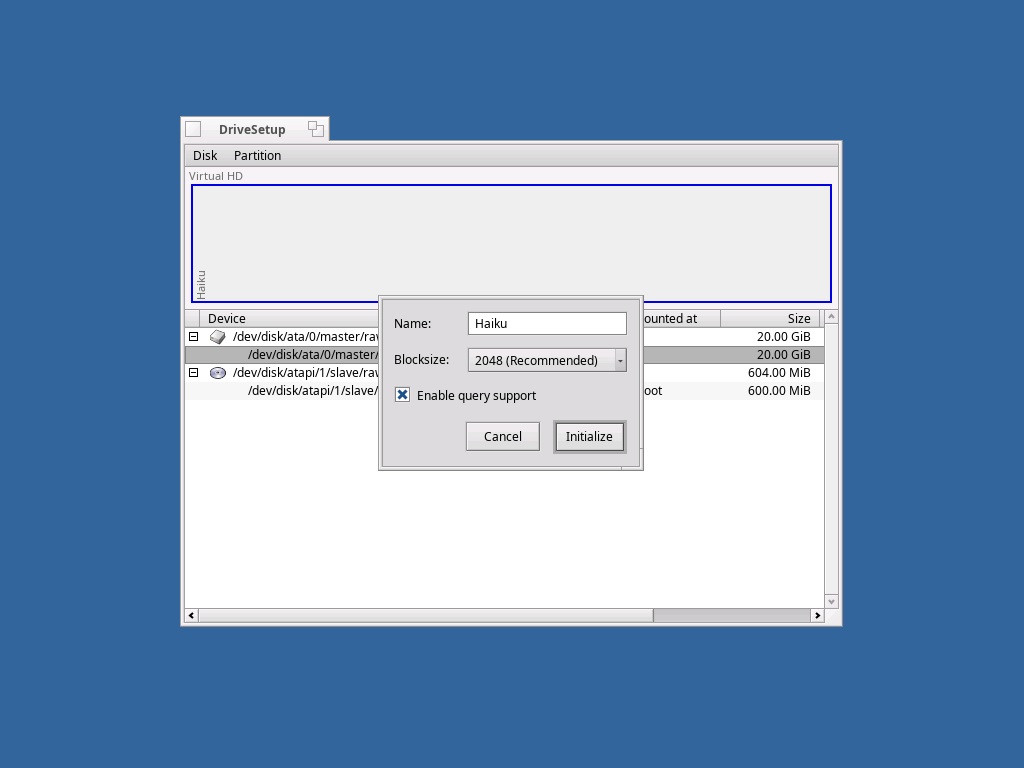 DriveSetup
Disk Partition
Virtual HD
Haiku
Device ounted at Size
/dev/disk/ata/0/master/rav 20.00 GiB
/dev/disk/ata/0/master/ 20.00 GiB
/dev/disk/atapi/1/slave/rav 604.00 MiB
/dev/disk/atapi/1/slave/ oot 600.00 MiB
Name: Haiku
Blocksize: 2048 (Recommended)
Enable query support
Cancel Initialize